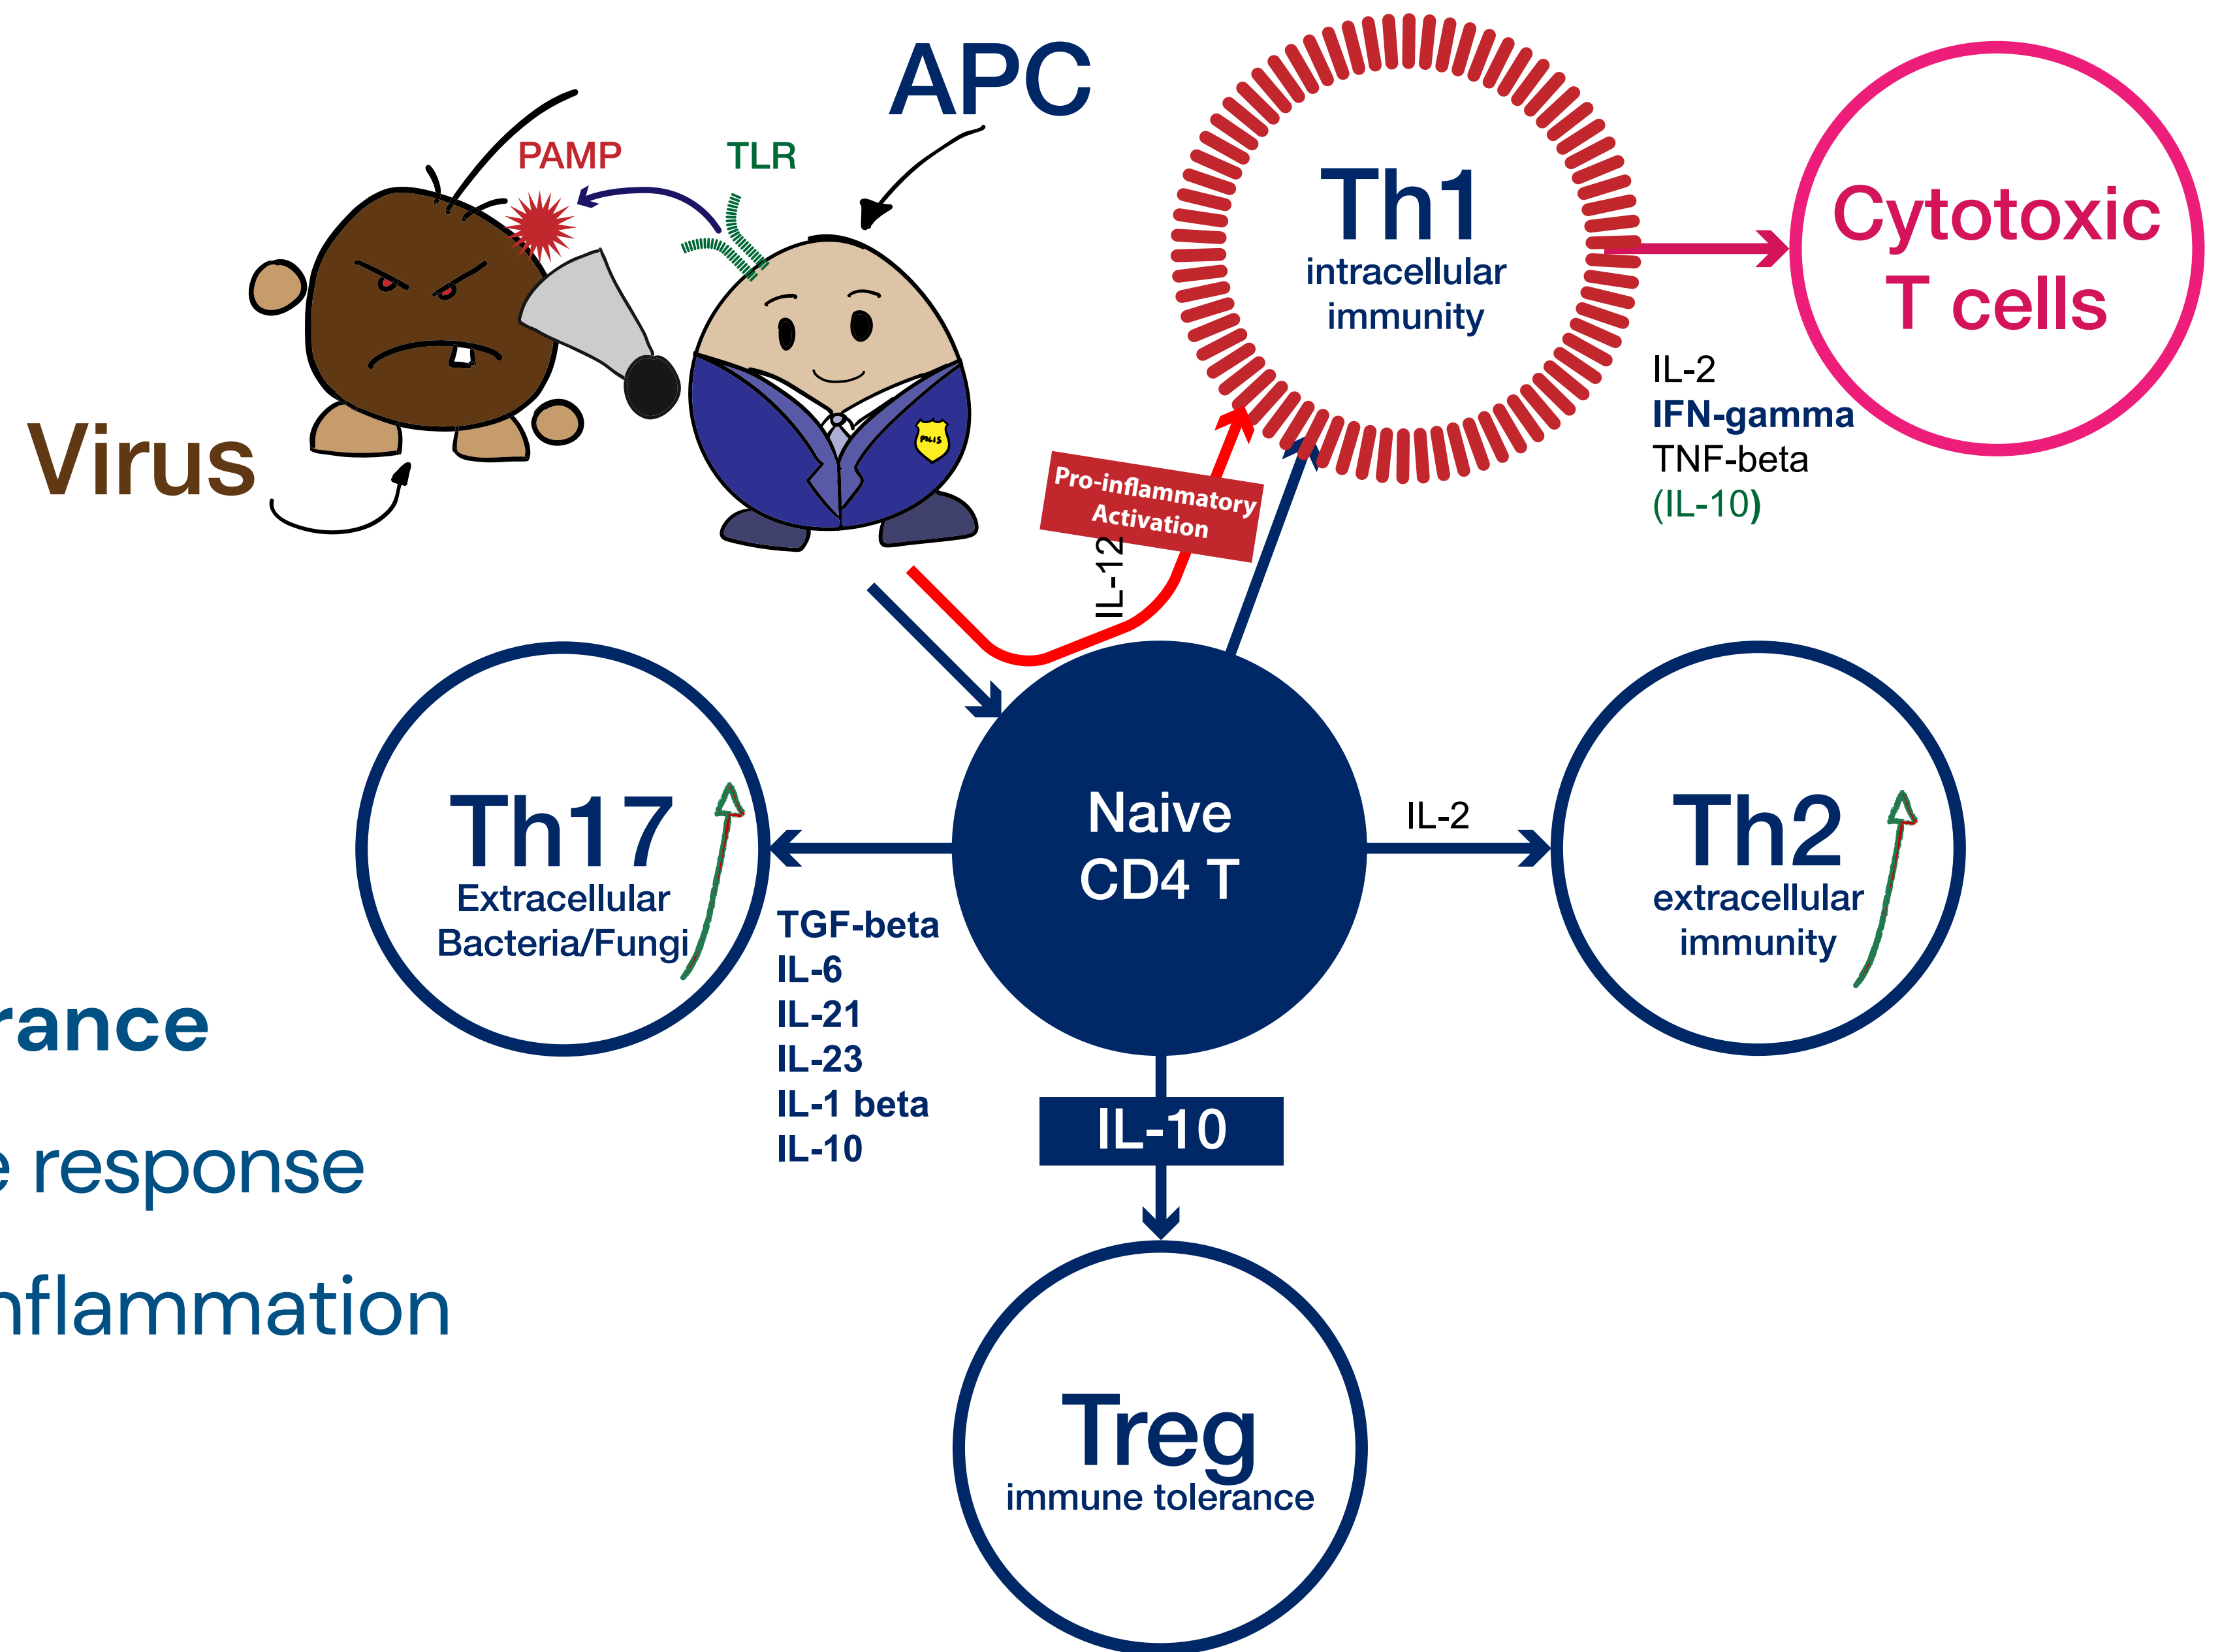 APC
PAMP
TLR
Virus
Th1
intracellular
immunity
Cytotoxic
T cells
IL-2
IFN-gamma
TNF-beta
(IL-10)
Pro-inflammatory
Activation
IL-12
Th17
Extracellular
Bacteria/Fungi
Naive
CD4 T
IL-2
Th2
extracellular
immunity
TGF-beta
IL-6
IL-21
IL-23
IL-1 beta
IL-10
IL-10
rance
response
nflammation
Treg
immune tolerance